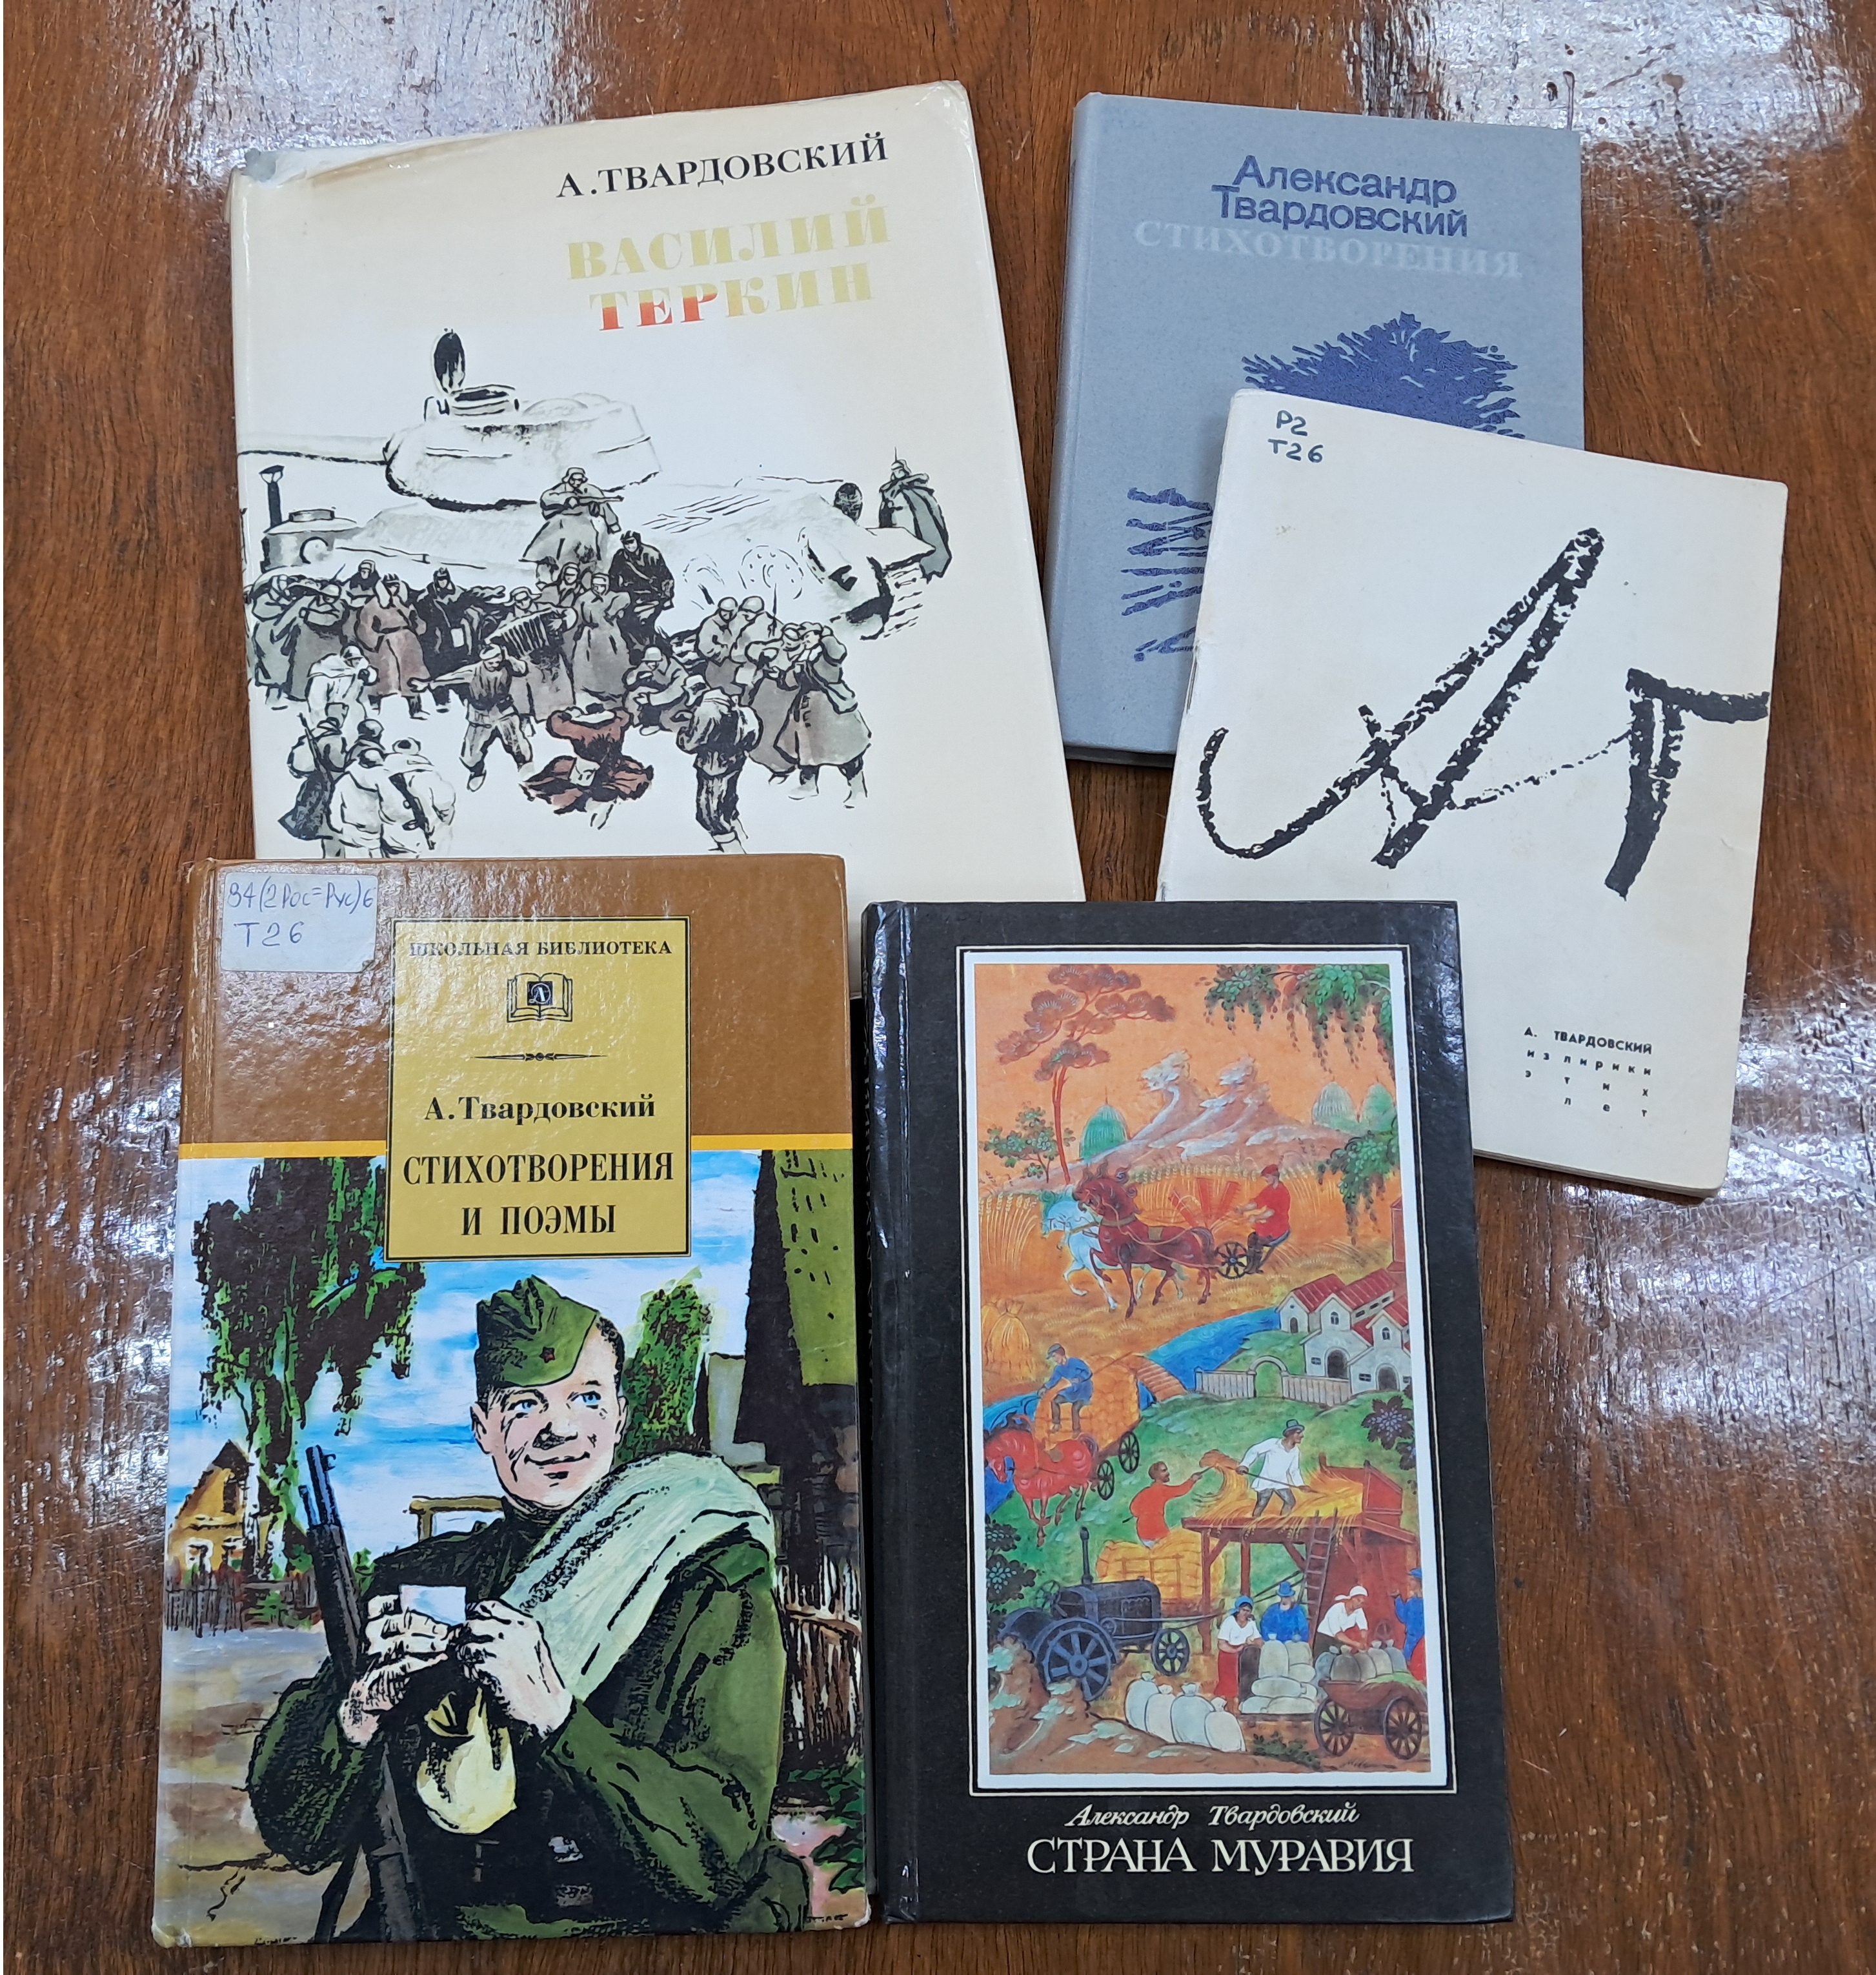 А. ТВАРДОВСКИЙ
ВАСИЛИЙ
ТЕРКИН
Александр
Твардовский
СТИХОТВОРЕНИЯ
Р2
Т26
Ат
А. ТВАРДОВСКИЙ
из лирики
этих
лет
84(2Рос=Рус)6
Т26
ШКОЛЬНАЯ БИБЛИОТЕКА
А. Твардовский
СТИХОТВОРЕНИЯ
И ПОЭМЫ
Александр Твардовский
СТРАНА МУРАВИЯ